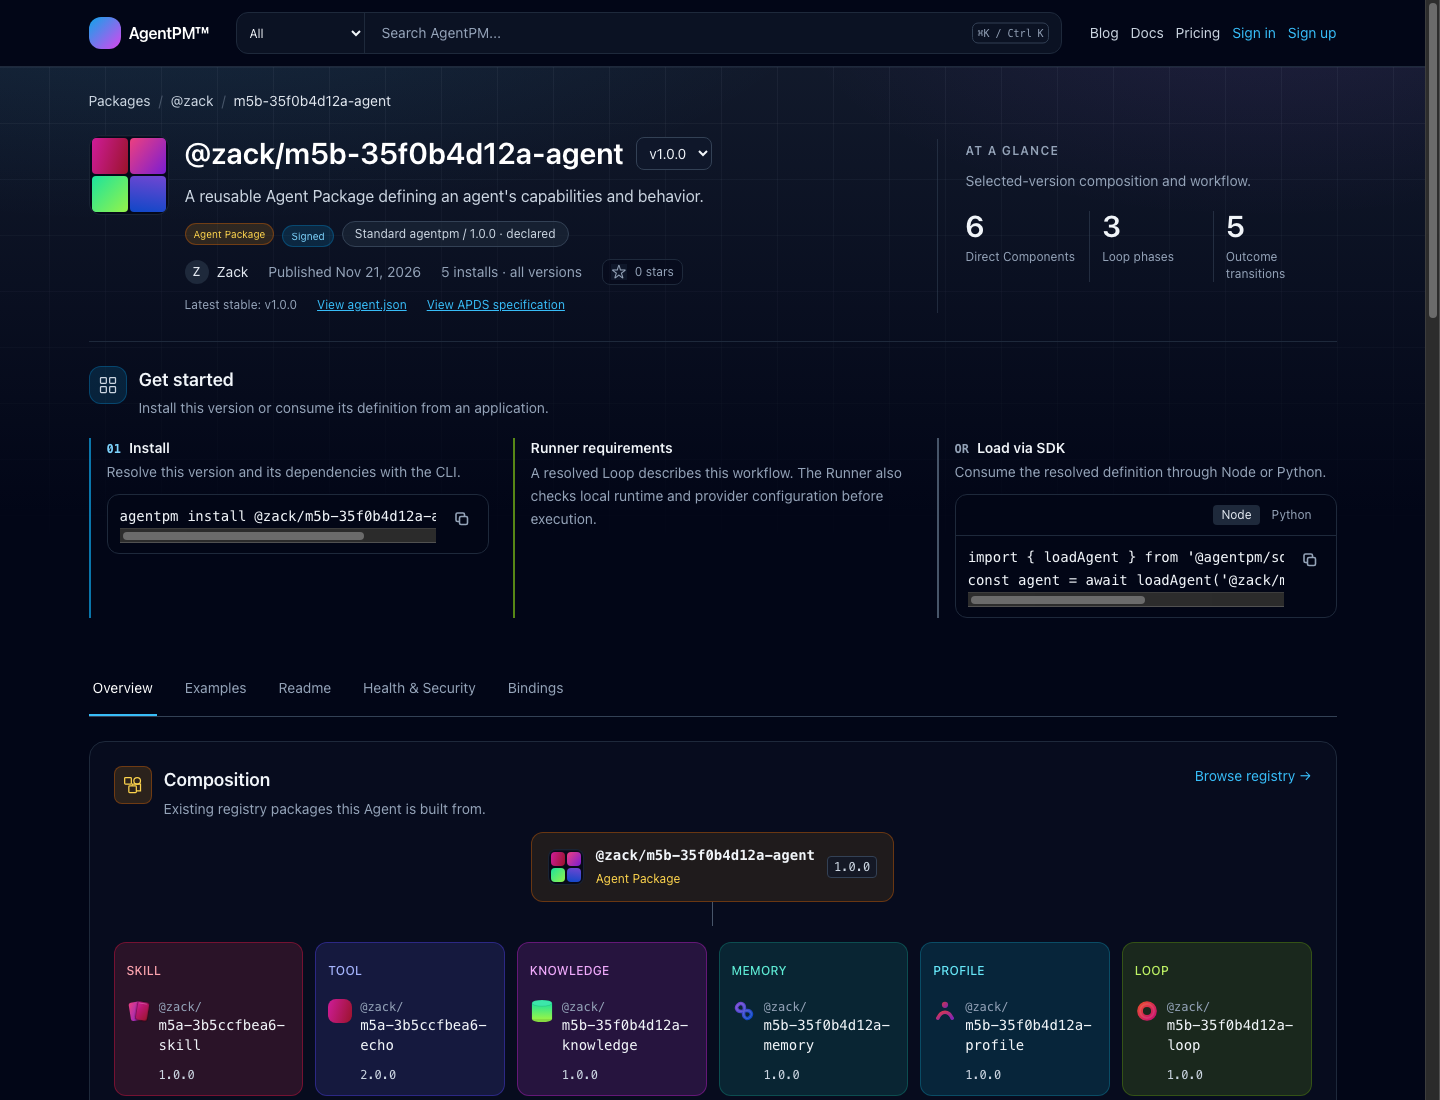 AgentPM™
All
Search AgentPM...
⌘K / Ctrl K
Blog Docs Pricing Sign in Sign up
Packages / @zack / m5b-35f0b4d12a-agent
@zack/m5b-35f0b4d12a-agent
v1.0.0
A reusable Agent Package defining an agent's capabilities and behavior.
Agent Package
Signed
Standard agentpm / 1.0.0 · declared
Z Zack Published Nov 21, 2026 5 installs · all versions 0 stars
Latest stable: v1.0.0 View agent.json View APDS specification
AT A GLANCE
Selected-version composition and workflow.
6
Direct Components
3
Loop phases
5
Outcome
transitions
Get started
Install this version or consume its definition from an application.
01 Install
Resolve this version and its dependencies with the CLI.
agentpm install @zack/m5b-35f0b4d12a-a
Runner requirements
A resolved Loop describes this workflow. The Runner also
checks local runtime and provider configuration before
execution.
OR Load via SDK
Consume the resolved definition through Node or Python.
Node Python
import { loadAgent } from '@agentpm/sd
const agent = await loadAgent('@zack/m
Overview Examples Readme Health & Security Bindings
Composition
Existing registry packages this Agent is built from.
Browse registry →
@zack/m5b-35f0b4d12a-agent
Agent Package
1.0.0
SKILL
@zack/
m5a-3b5ccfbea6-
skill
1.0.0
TOOL
@zack/
m5a-3b5ccfbea6-
echo
2.0.0
KNOWLEDGE
@zack/
m5b-35f0b4d12a-
knowledge
1.0.0
MEMORY
@zack/
m5b-35f0b4d12a-
memory
1.0.0
PROFILE
@zack/
m5b-35f0b4d12a-
profile
1.0.0
LOOP
@zack/
m5b-35f0b4d12a-
loop
1.0.0